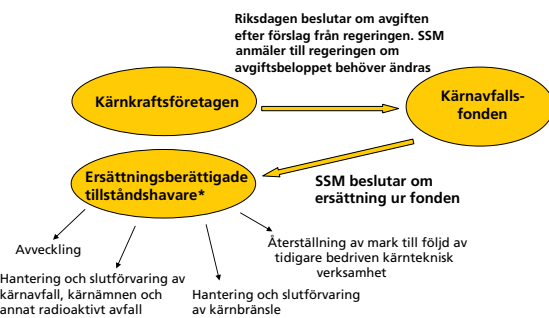 Riksdagen beslutar om avgiften
efter förslag från regeringen. SSM
anmäler till regeringen om
avgiftsbeloppet behöver ändras
Kärnkraftsföretagen
Kärnavfalls-
fonden
Ersättningsberättigade
tillståndshavare*
SSM beslutar om
ersättning ur fonden
Avveckling
Hantering och slutförvaring av
kärnavfall, kärnämnen och
annat radioaktivt avfall
Hantering och slutförvaring
av kärnbränsle
Återställning av mark till följd av
tidigare bedriven kärnteknisk
verksamhet